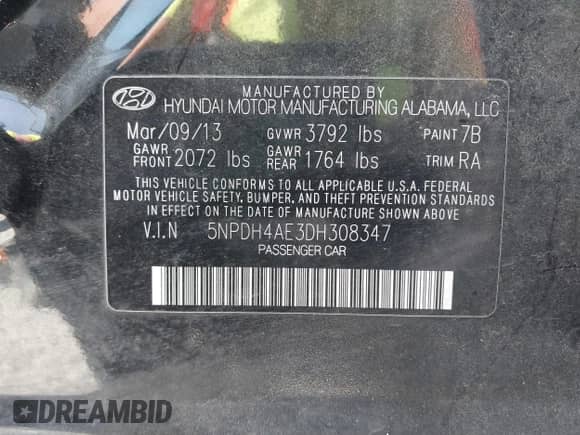 MANUFACTURED BY
HYUNDAI MOTOR MANUFACTURING ALABAMA, LLC
Mar/09/13 GVWR 3792 lbs PAINT 7B
GAWR FRONT 2072 lbs GAWR REAR 1764 lbs TRIM RA
THIS VEHICLE CONFORMS TO ALL APPLICABLE U.S.A. FEDERAL
MOTOR VEHICLE SAFETY, BUMPER, AND THEFT PREVENTION STANDARDS
IN EFFECT ON THE DATE OF MANUFACTURE SHOWN ABOVE.
V.I.N 5NPDH4AE3DH308347
PASSENGER CAR
DREAMBID